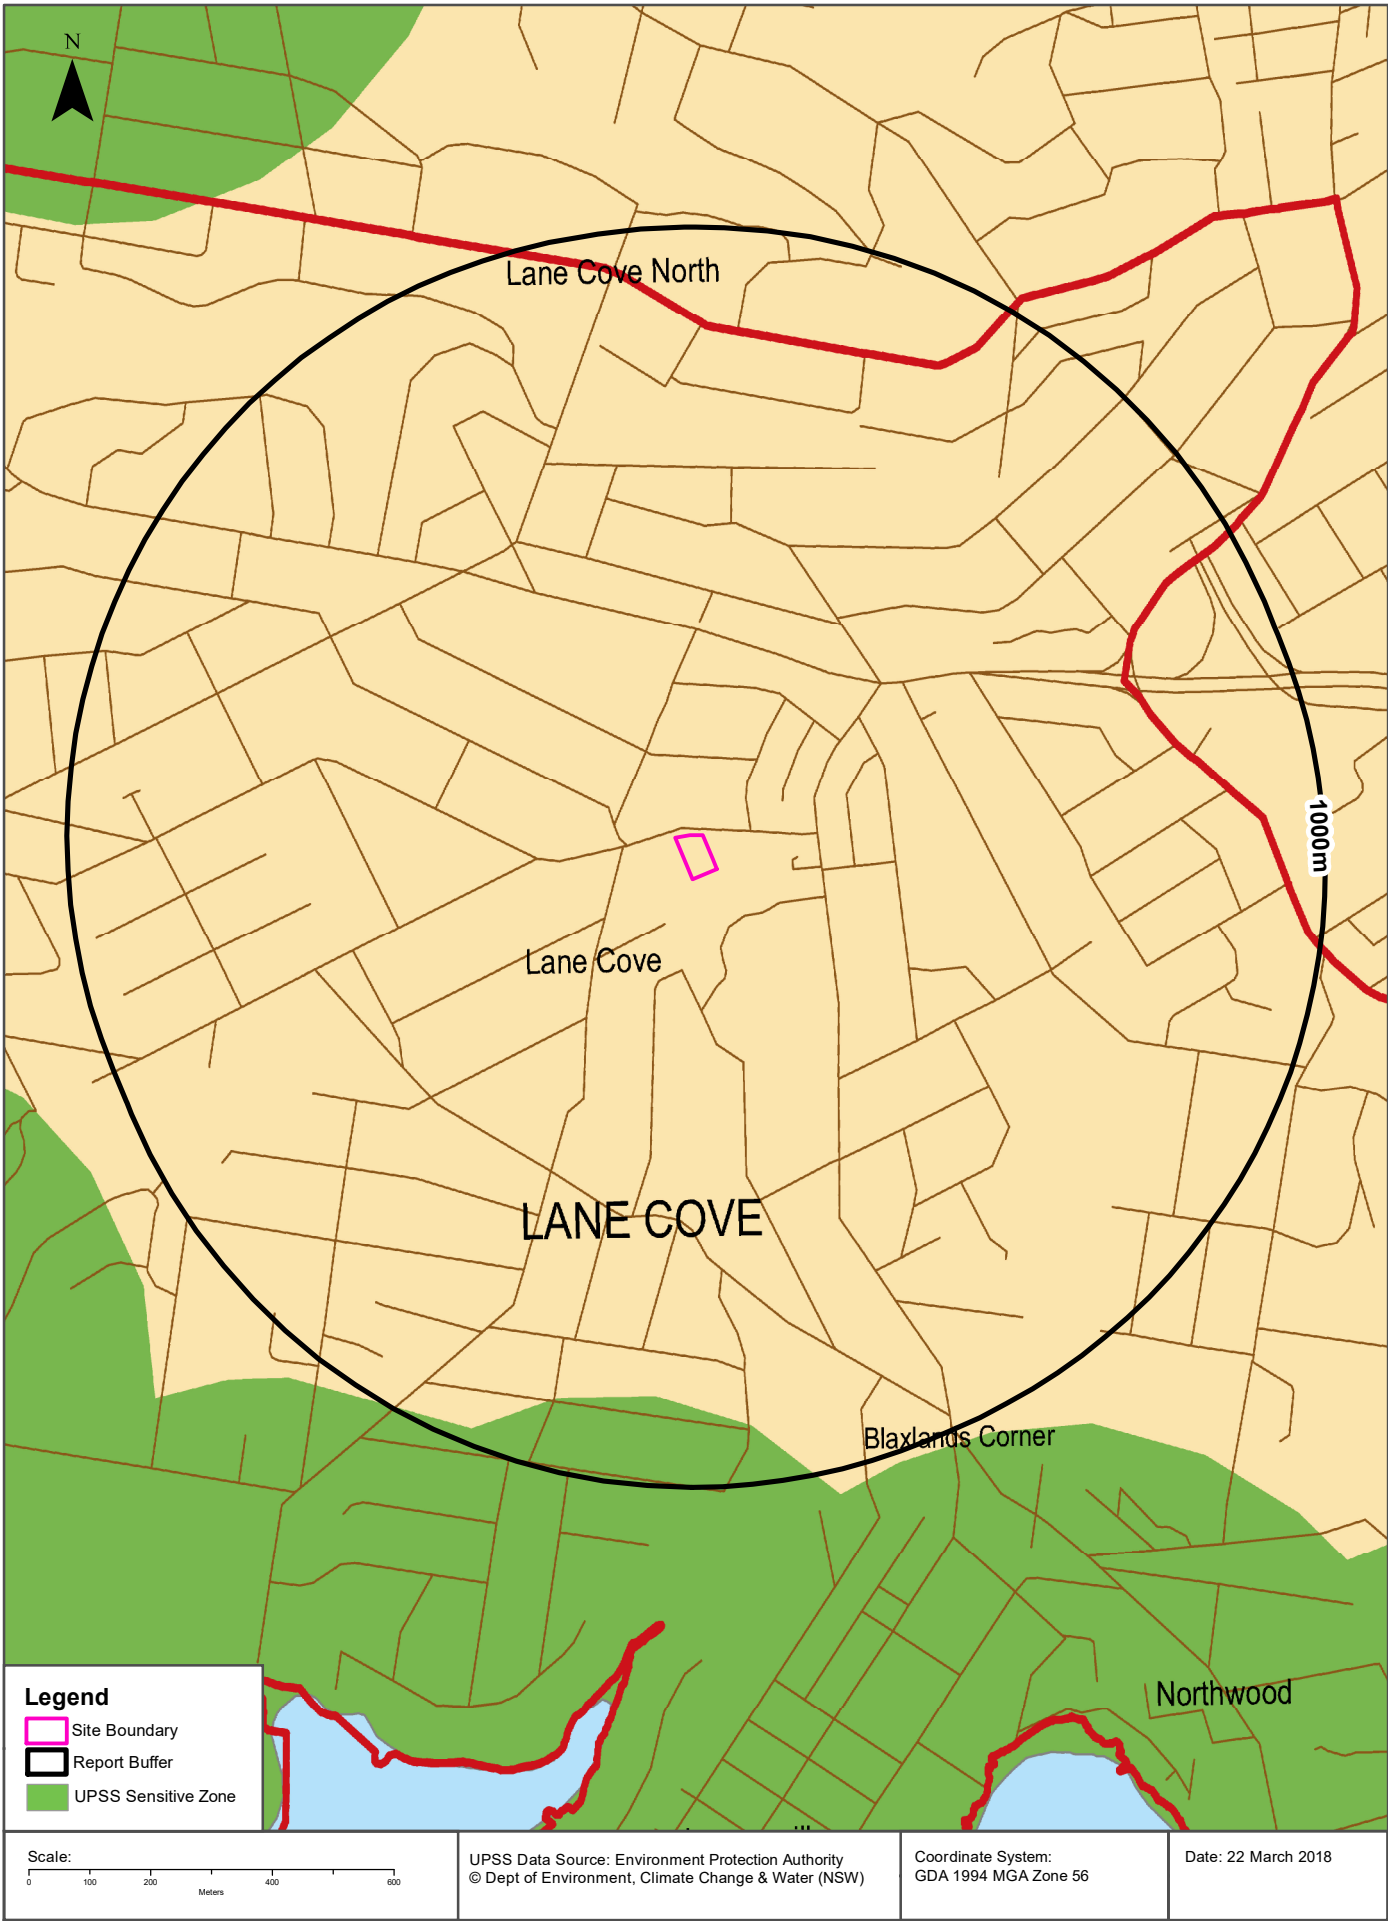 N
Lane Cove North
1000m
Lane Cove
LANE COVE
Blaxlands Corner
Northwood
Legend
Site Boundary
Report Buffer
UPSS Sensitive Zone
Scale:
0 100 200 400 600
Meters
UPSS Data Source: Environment Protection Authority
© Dept of Environment, Climate Change & Water (NSW)
Coordinate System:
GDA 1994 MGA Zone 56
Date: 22 March 2018